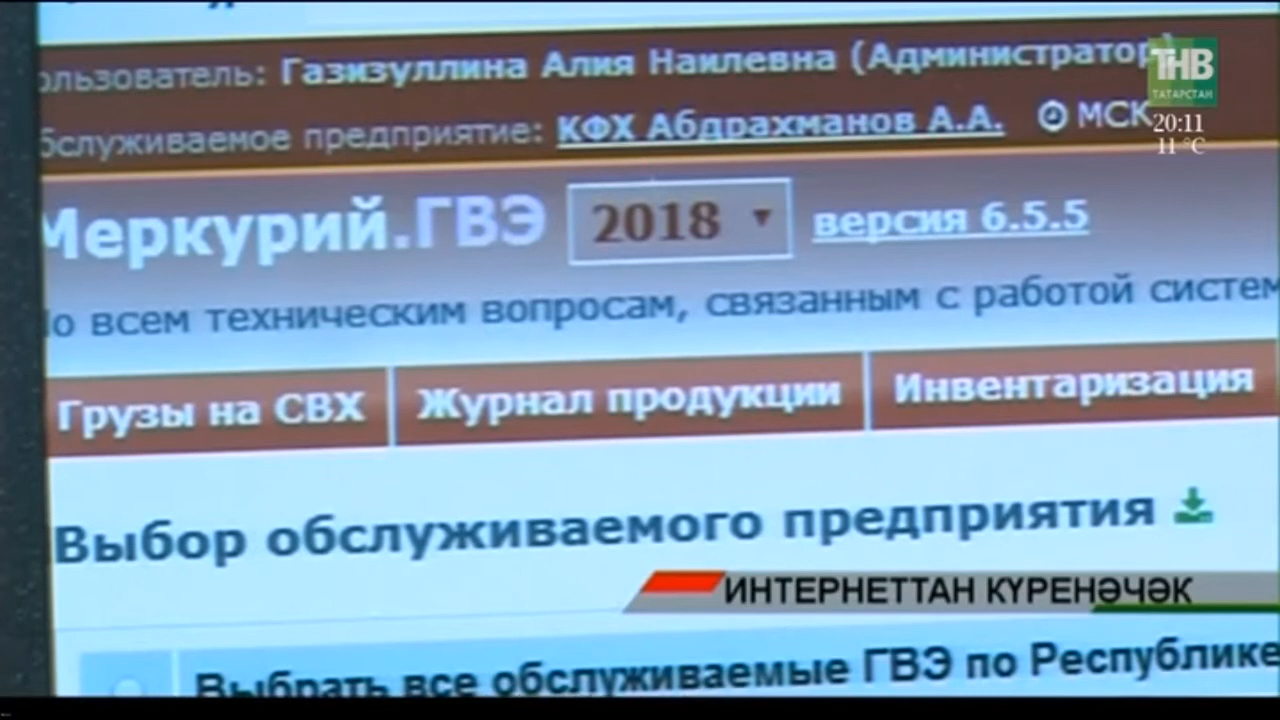 ользователь: Газизуллина Алия Наилевна (Администратор)
ТНВ
ТАТАРСТАН
бслуживаемое предприятие: КФХ Абдрахманов А.А. МСК
20:11
11 °C
Меркурий.ГВЭ 2018 версия 6.5.5
о всем техническим вопросам, связанным с работой систем
Грузы на СВХ Журнал продукции Инвентаризация
Выбор обслуживаемого предприятия
ИНТЕРНЕТТАН КҮРЕНӘЧӘК
Выбрать все обслуживаемые ГВЭ по Республике